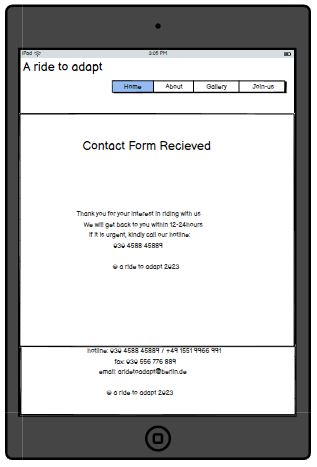 iPad
3:05 PM
A ride to adapt
Home About Gallery Join-us
Contact Form Recieved
Thank you for your interest in riding with us
We will get back to you within 12-24hours
If it is urgent, kindly call our hotline:
030 4588 45889
© a ride to adapt 2023
hotline: 030 4588 45889 / +49 1551 9966 991
fax: 030 556 776 889
email: aridetoadapt@berlin.de
© a ride to adapt 2023